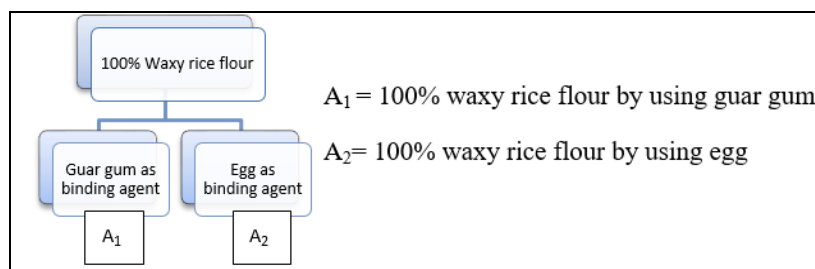 100% Waxy rice flour
Guar gum as
binding agent
Egg as
binding agent
A₁
A₂
A₁ = 100% waxy rice flour by using guar gum
A₂= 100% waxy rice flour by using egg